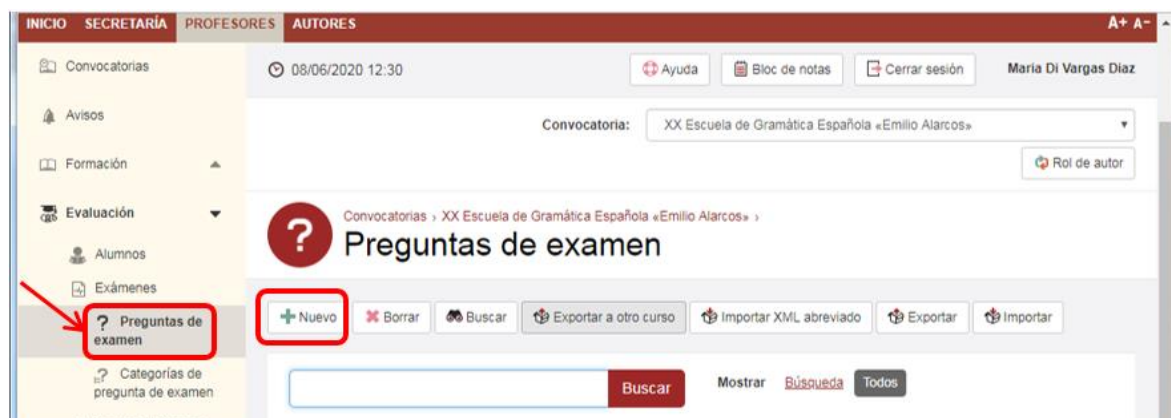 INICIO SECRETARÍA PROFESORES AUTORES A+ A-
Convocatorias
08/06/2020 12:30 Ayuda Bloc de notas Cerrar sesión Maria Di Vargas Diaz
Avisos
Convocatoria: XX Escuela de Gramática Española «Emilio Alarcos»
Formación
Rol de autor
Evaluación
Convocatorias › XX Escuela de Gramática Española «Emilio Alarcos» ›
? Preguntas de examen
Alumnos
Exámenes
Nuevo Borrar Buscar Exportar a otro curso Importar XML abreviado Exportar Importar
? Preguntas de
examen
? Categorías de
pregunta de examen
Buscar Mostrar Búsqueda Todos